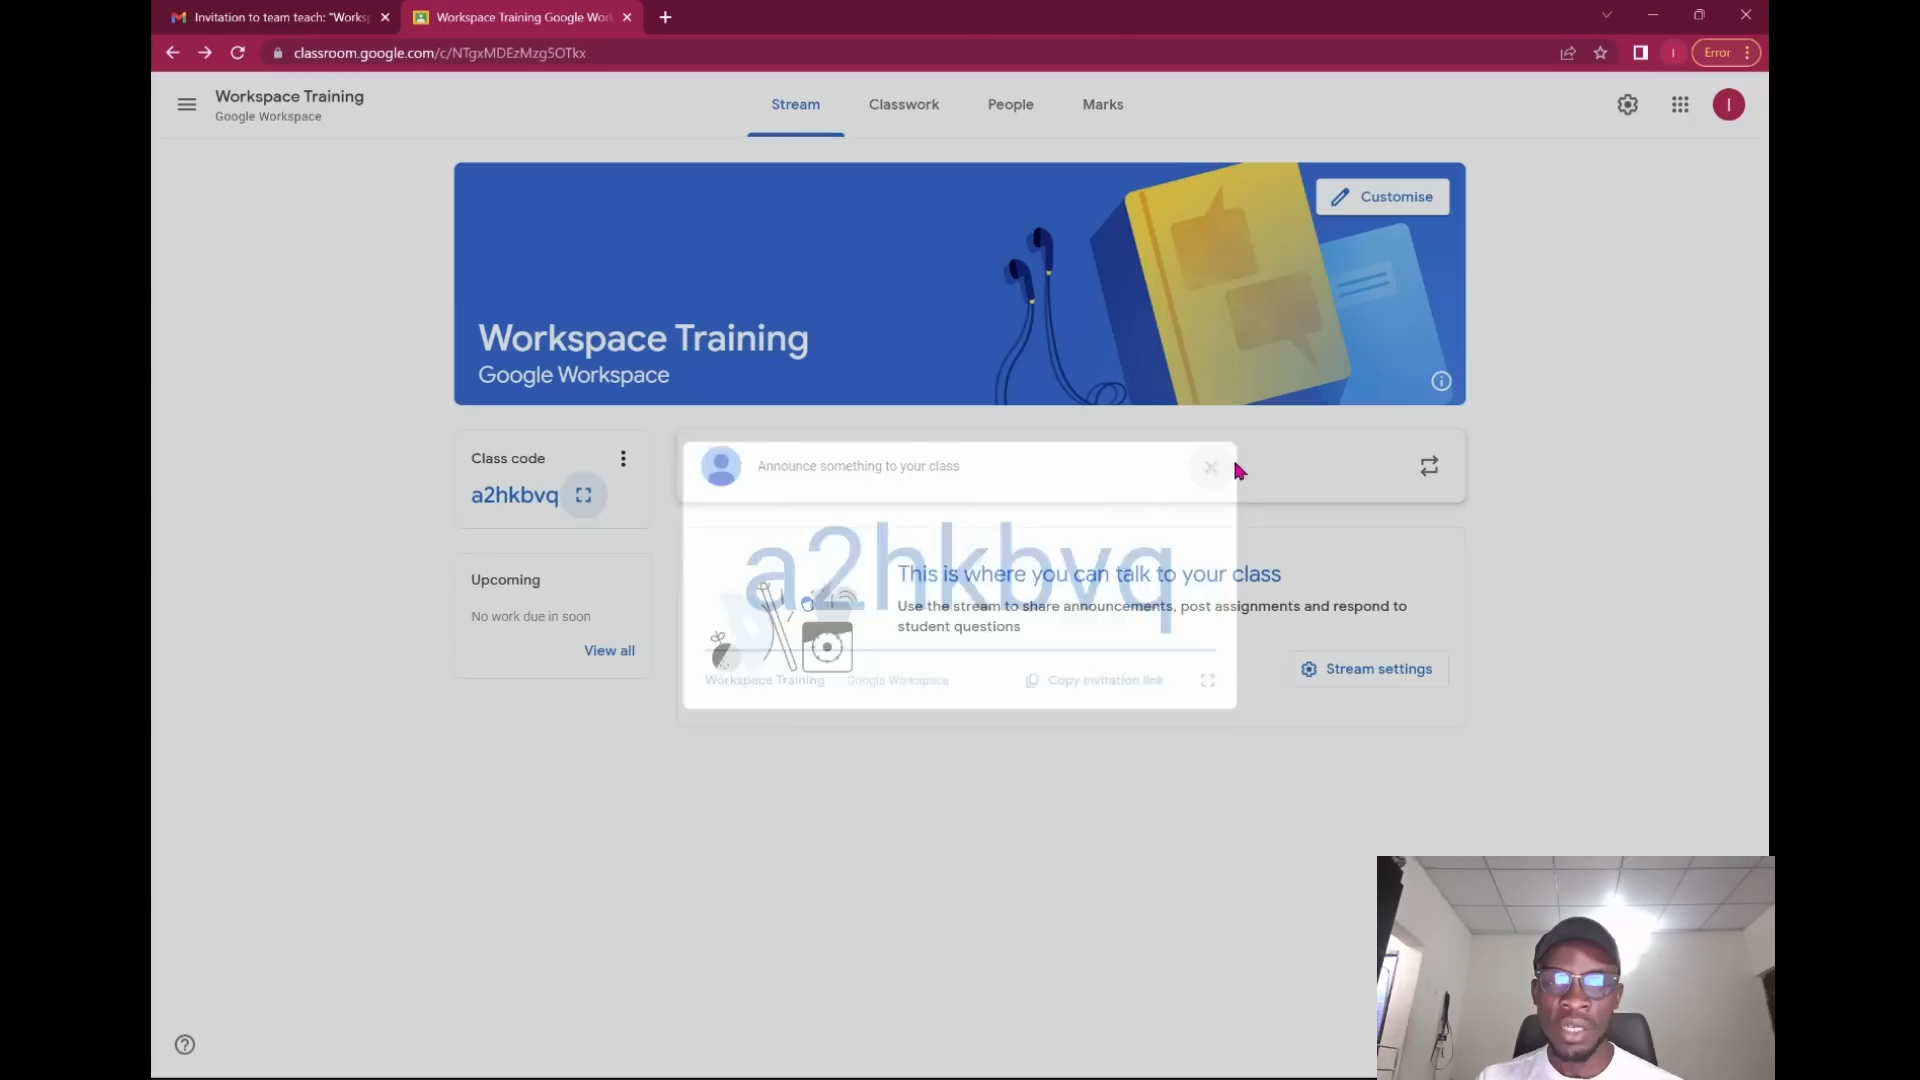 Invitation to team teach: "Works
Workspace Training Google Wor
classroom.google.com/c/NTgxMDEzMzg5OTkx
I
Error
Workspace Training
Google Workspace
Stream
Classwork
People
Marks
I
Customise
Workspace Training
Google Workspace
Class code
a2hkbvq
Announce something to your class
a2hkbvq
This is where you can talk to your class
Use the stream to share announcements, post assignments and respond to
student questions
Upcoming
No work due in soon
View all
Workspace Training
Google Workspace
Copy invitation link
Stream settings